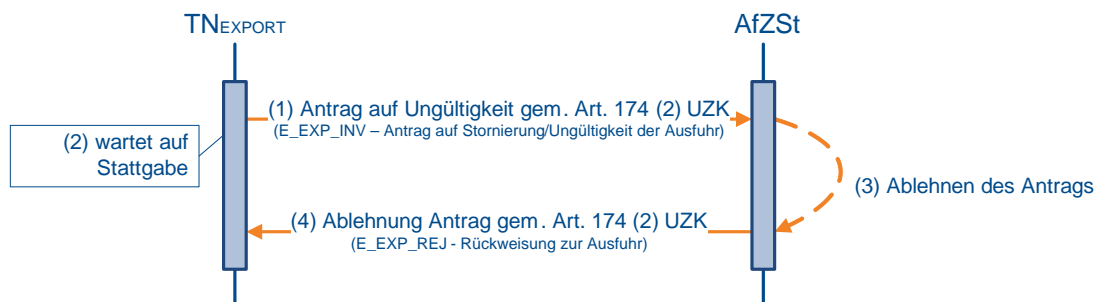 TNEXPORT
AfZSt
(1) Antrag auf Ungültigkeit gem. Art. 174 (2) UZK
(E_EXP_INV – Antrag auf Stornierung/Ungültigkeit der Ausfuhr)
(2) wartet auf
Stattgabe
(3) Ablehnen des Antrags
(4) Ablehnung Antrag gem. Art. 174 (2) UZK
(E_EXP_REJ - Rückweisung zur Ausfuhr)